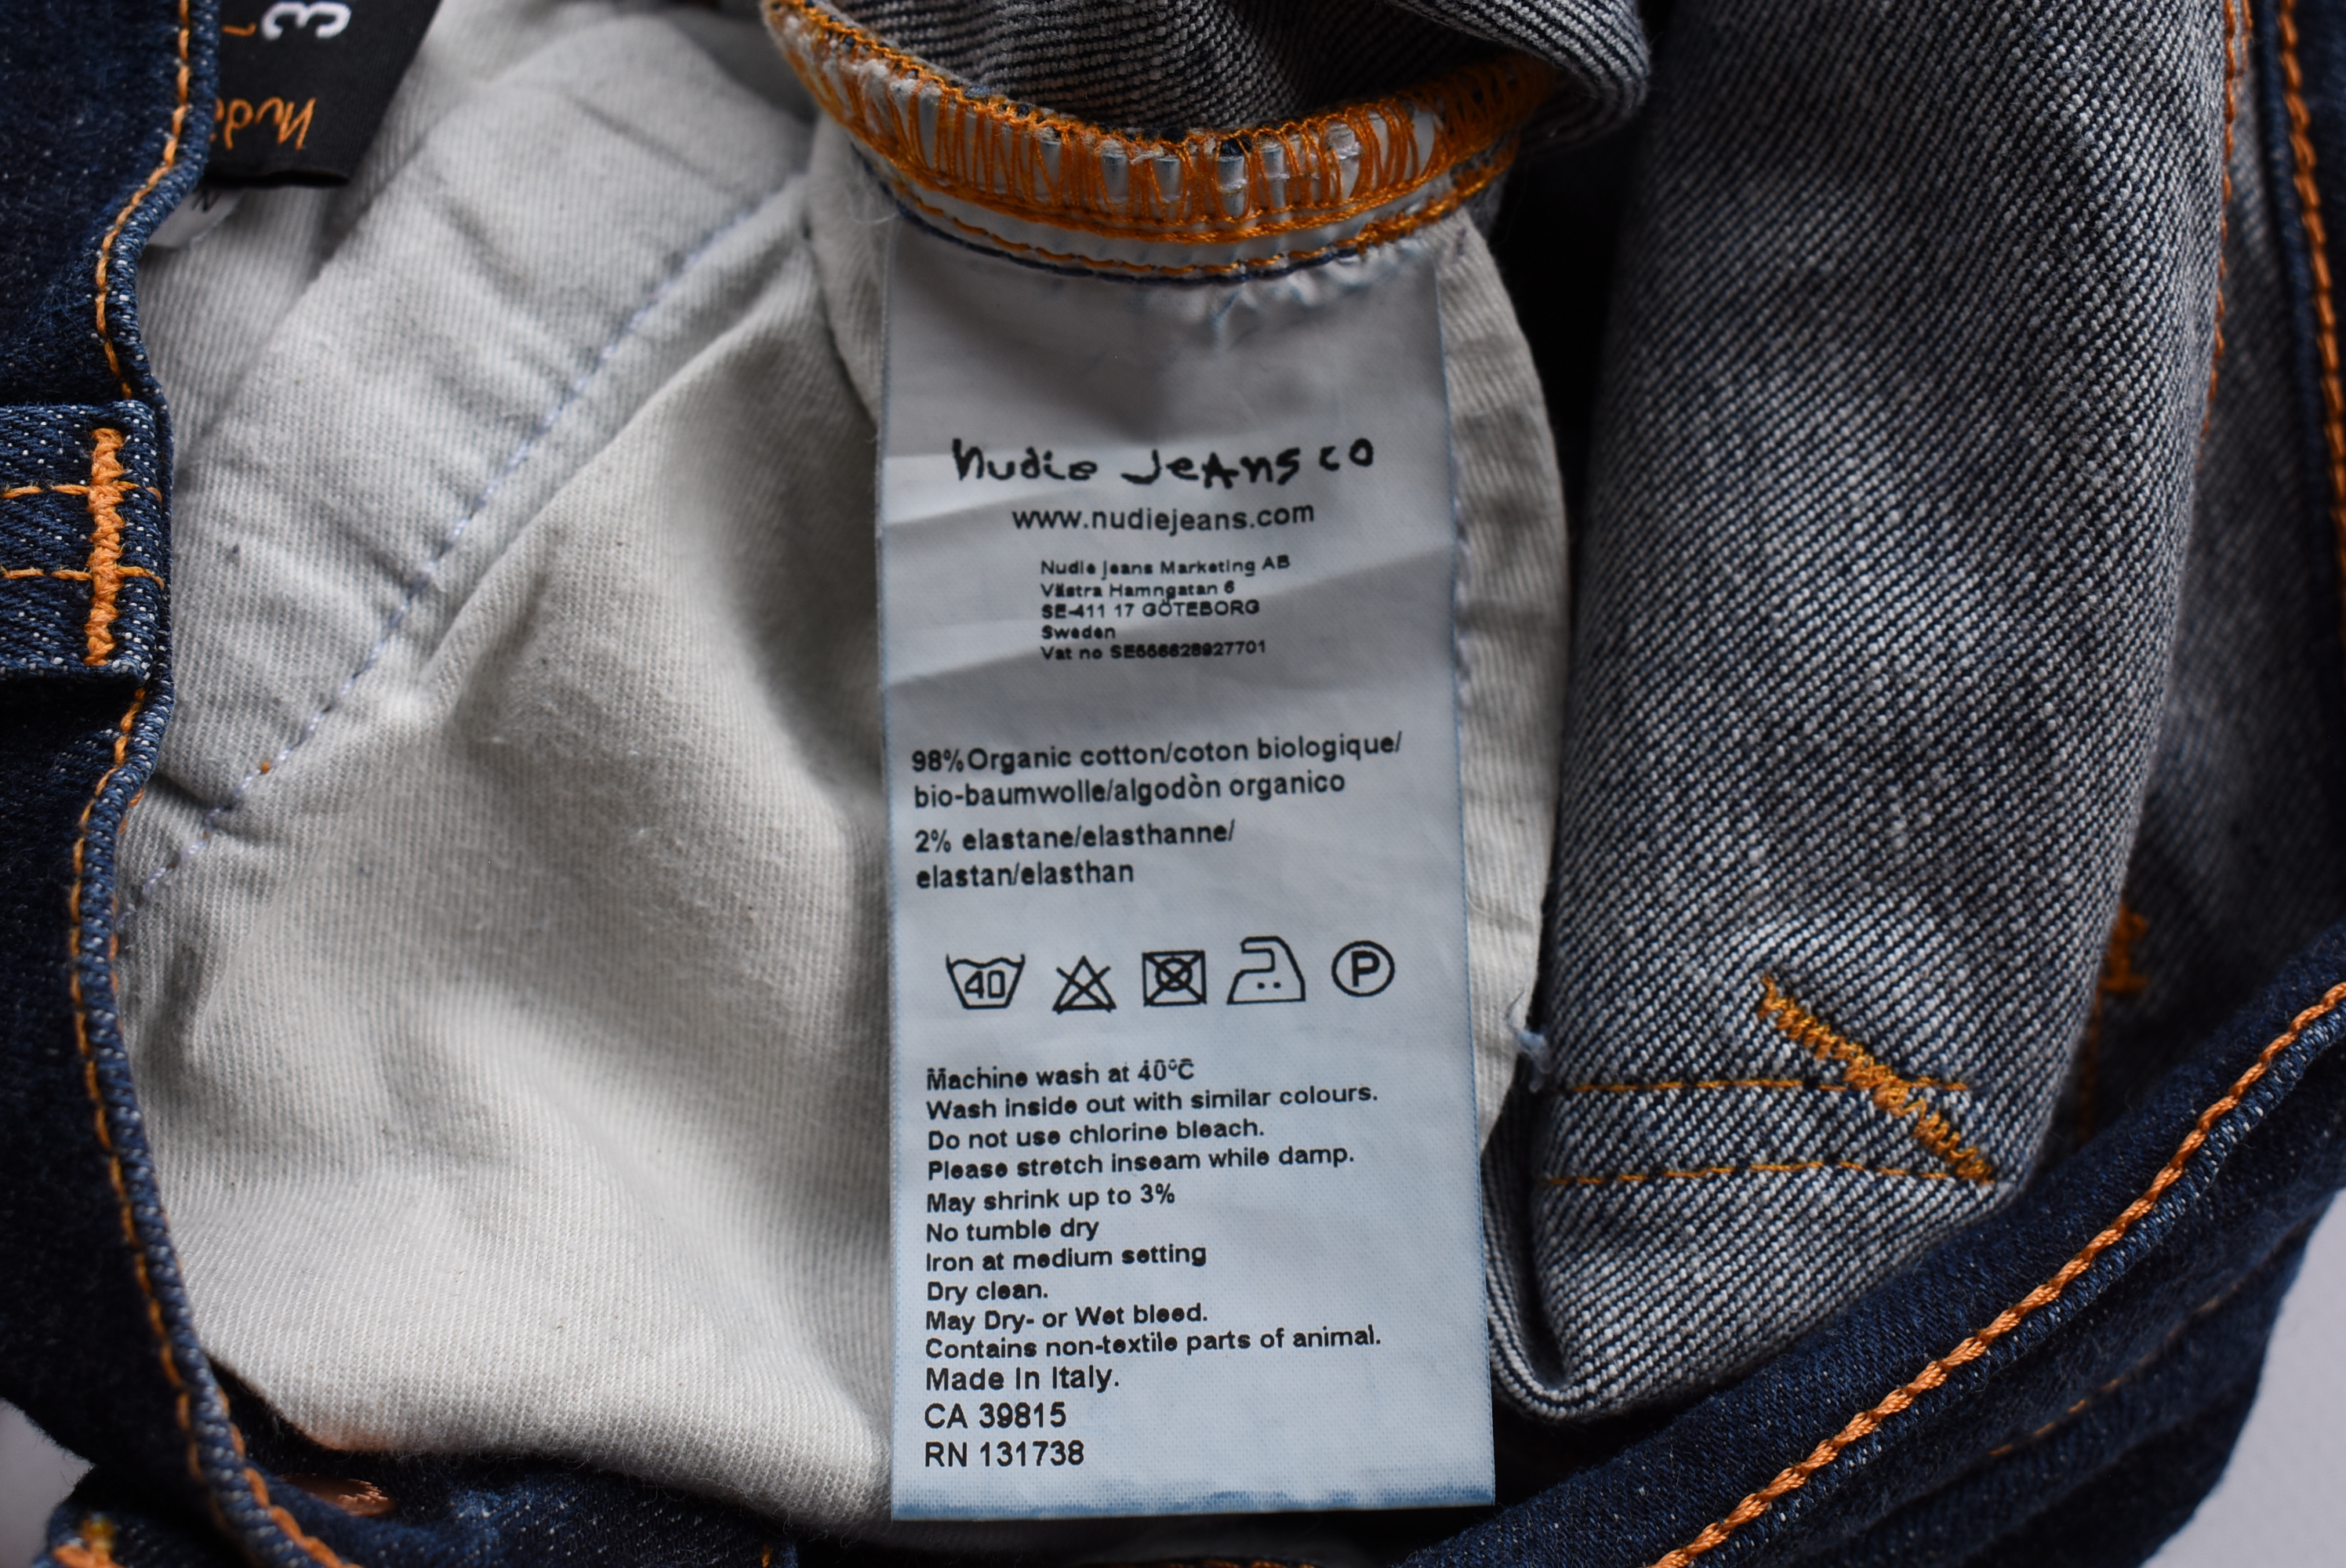 nudie jeans co
www.nudiejeans.com
Nudie Jeans Marketing AB
Västra Hamngatan 6
SE-411 17 GÖTEBORG
Sweden
Vat no SE556628927701
98%Organic cotton/coton biologique/
bio-baumwolle/algodòn organico
2% elastane/elasthanne/
elastan/elasthan
40
P
Machine wash at 40°C
Wash inside out with similar colours.
Do not use chlorine bleach.
Please stretch inseam while damp.
May shrink up to 3%
No tumble dry
Iron at medium setting
Dry clean.
May Dry- or Wet bleed.
Contains non-textile parts of animal.
Made In Italy.
CA 39815
RN 131738